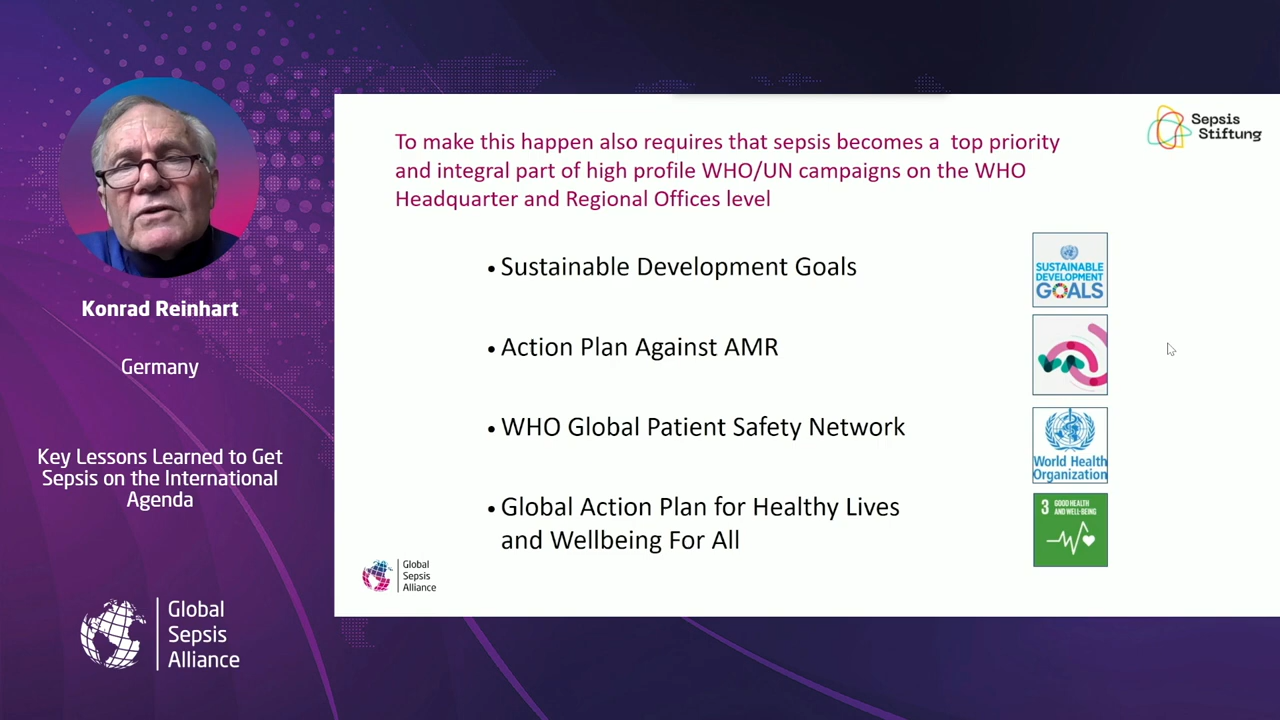 Konrad Reinhart
Germany
Key Lessons Learned to Get
Sepsis on the International
Agenda
Global
Sepsis
Alliance
Sepsis
Stiftung
To make this happen also requires that sepsis becomes a  top priority
and integral part of high profile WHO/UN campaigns on the WHO
Headquarter and Regional Offices level
• Sustainable Development Goals
SUSTAINABLE
DEVELOPMENT
GOALS
• Action Plan Against AMR
• WHO Global Patient Safety Network
World Health
Organization
• Global Action Plan for Healthy Lives
and Wellbeing For All
3 GOOD HEALTH
AND WELL-BEING
Global
Sepsis
Alliance